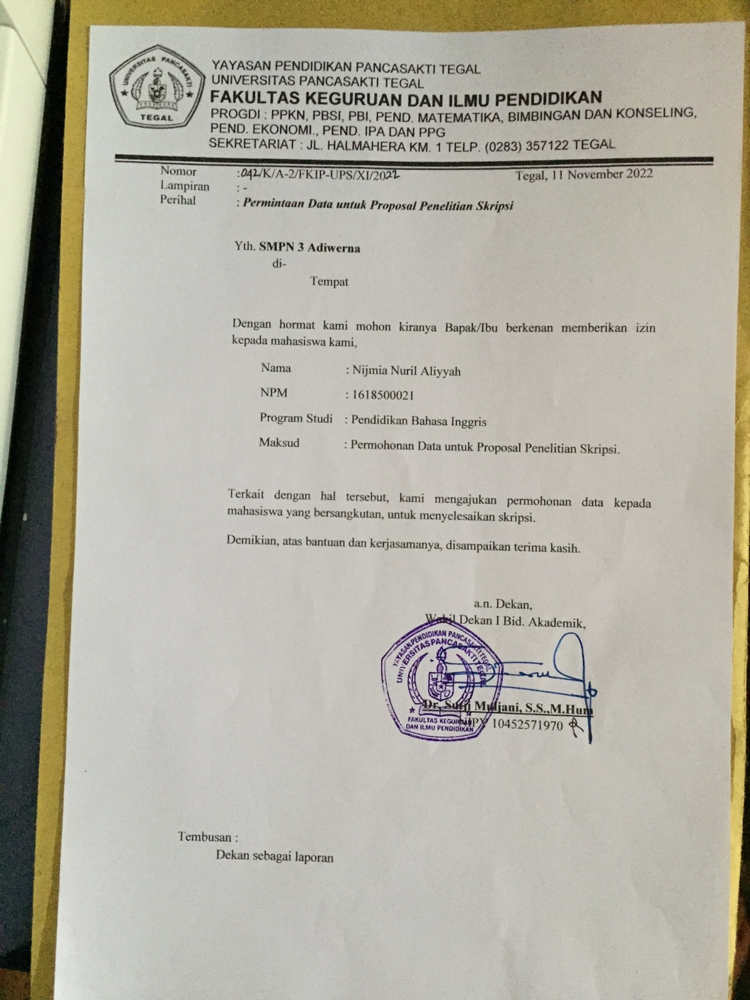 UNIVERSITAS PANCASAKTI
TEGAL
YAYASAN PENDIDIKAN PANCASAKTI TEGAL
UNIVERSITAS PANCASAKTI TEGAL
FAKULTAS KEGURUAN DAN ILMU PENDIDIKAN
PROGDI : PPKN, PBSI, PBI, PEND. MATEMATIKA, BIMBINGAN DAN KONSELING,
PEND. EKONOMI., PEND. IPA DAN PPG
SEKRETARIAT : JL. HALMAHERA KM. 1 TELP. (0283) 357122 TEGAL
Nomor :042/K/A-2/FKIP-UPS/XI/2022 Tegal, 11 November 2022
Lampiran : -
Perihal : Permintaan Data untuk Proposal Penelitian Skripsi
Yth. SMPN 3 Adiwerna
di-
Tempat
Dengan hormat kami mohon kiranya Bapak/Ibu berkenan memberikan izin
kepada mahasiswa kami,
Nama : Nijmia Nuril Aliyyah
NPM : 1618500021
Program Studi : Pendidikan Bahasa Inggris
Maksud : Permohonan Data untuk Proposal Penelitian Skripsi.
Terkait dengan hal tersebut, kami mengajukan permohonan data kepada
mahasiswa yang bersangkutan, untuk menyelesaikan skripsi.
Demikian, atas bantuan dan kerjasamanya, disampaikan terima kasih.
a.n. Dekan,
Wakil Dekan I Bid. Akademik,
YAYASAN PENDIDIKAN PANCASAKTI TEGAL
UNIVERSITAS PANCASAKTI TEGAL
FAKULTAS KEGURUAN
DAN ILMU PENDIDIKAN
Dr. Suriji Muljani, S.S.,M.Hum
NIPY 10452571970
Tembusan :
Dekan sebagai laporan